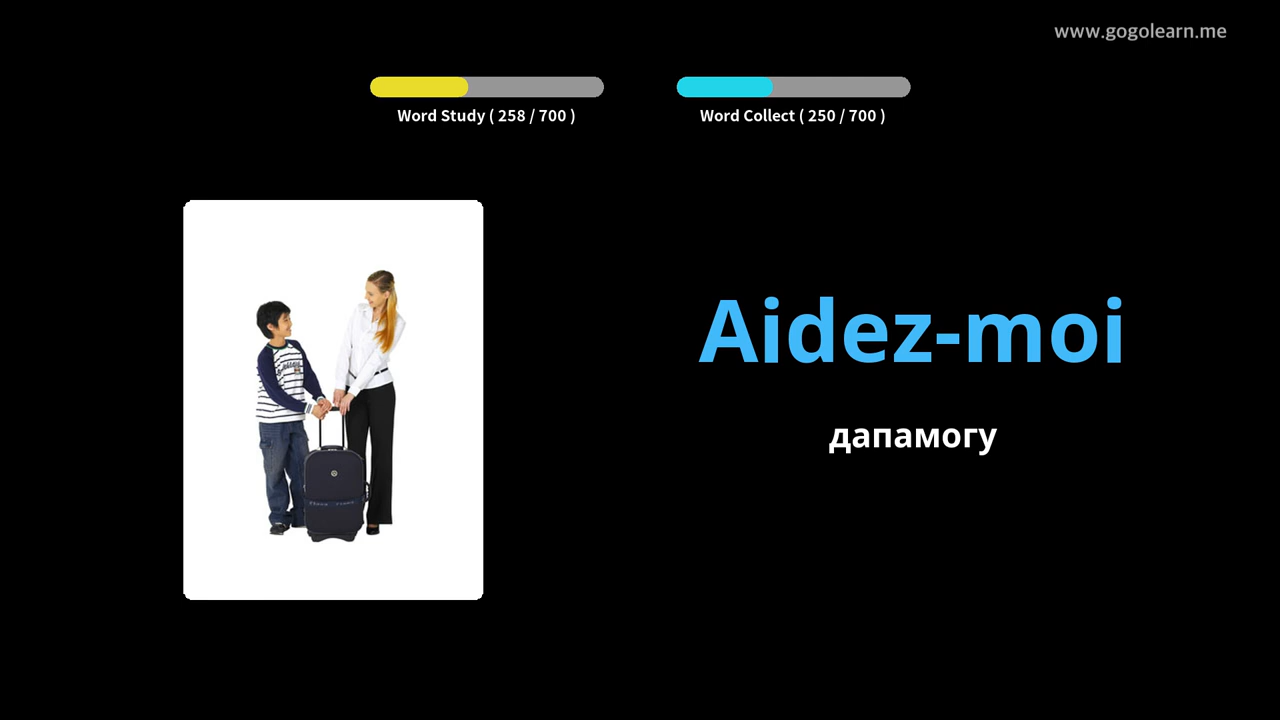 www.gogolearn.me
Word Study ( 258 / 700 )
Word Collect ( 250 / 700 )
Aidez-moi
дапамогу